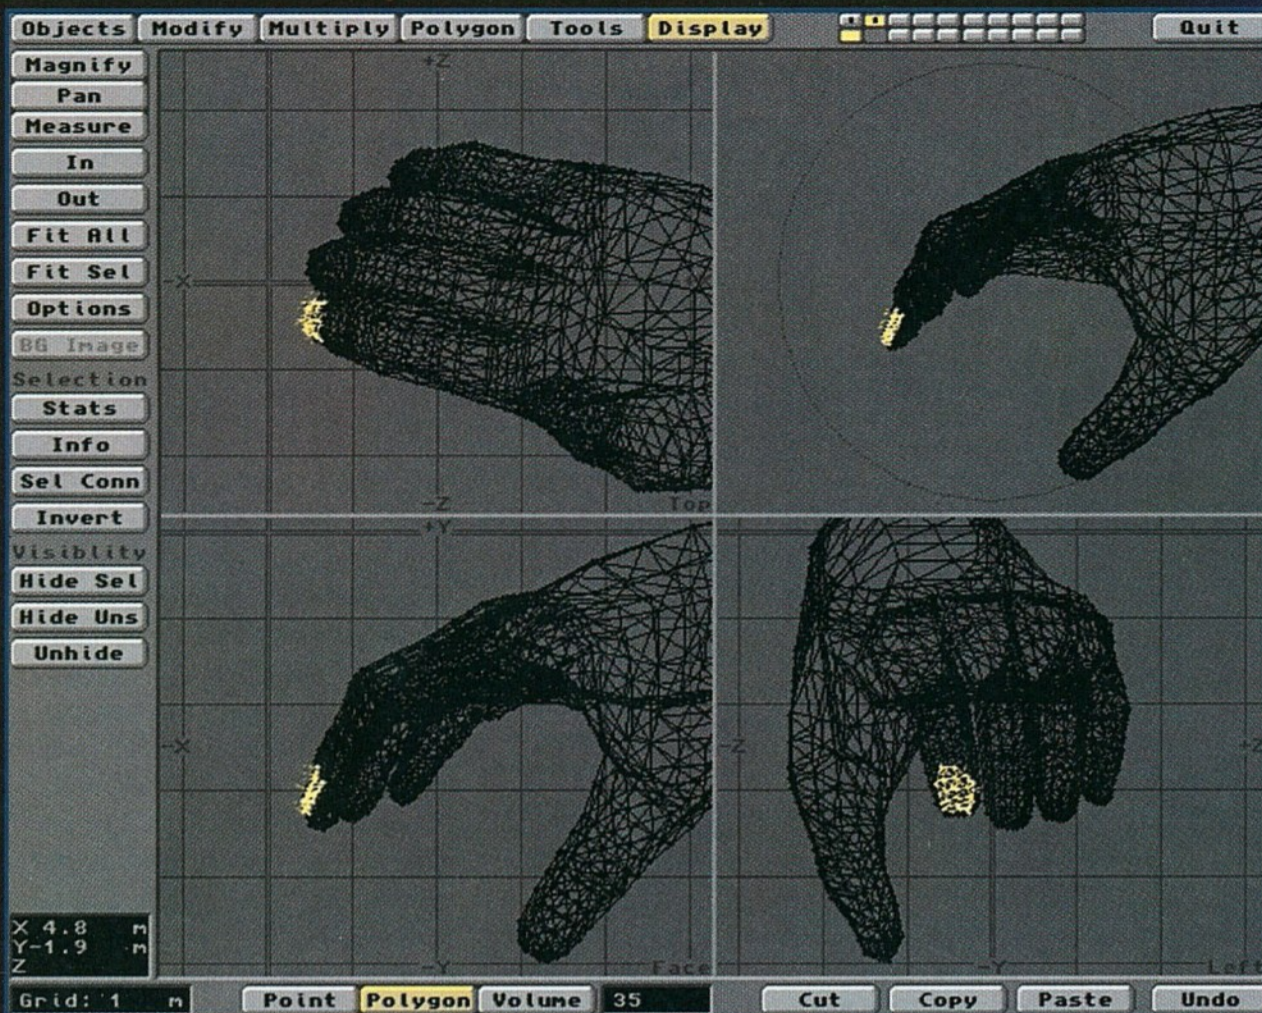 Objects Modify Multiply Polygon Tools Display Quit
Magnify
Pan
Measure
In
Out
Fit All
Fit Sel
Options
BG Image
Selection
Stats
Info
Sel Conn
Invert
Visiblity
Hide Sel
Hide Uns
Unhide
+Z
-X
-Z Top
+Y
-X
-Y Face
-Z +Z
-Y Left
X 4.8 m
Y-1.9 m
Z
Grid: 1 m Point Polygon Volume 35 Cut Copy Paste Undo